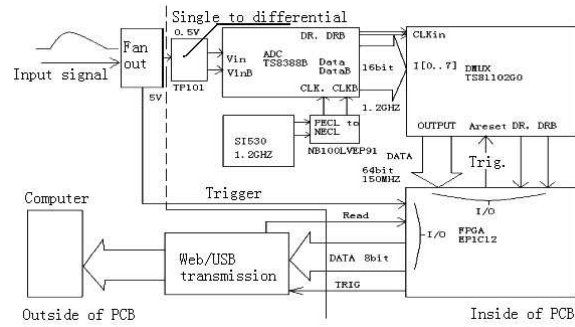 Single to differential
0.5V
Fan
out
Input signal
5V
TP101
Vin
VinB
ADC
TS8388B
DR. DRB
Data
DataB
CLK. CLKB
16bit
1.2GHZ
CLKin
I[0..7]
DMUX
TS81102G0
OUTPUT Areset DR. DRB
SI530
1.2GHZ
PECL to
NECL
NB100LVEP91
DATA
64bit
150MHZ
Trig.
Computer
Trigger
Read
I/O
I/O
FPGA
EP1C12
Web/USB
transmission
DATA 8bit
TRIG
Outside of PCB
Inside of PCB